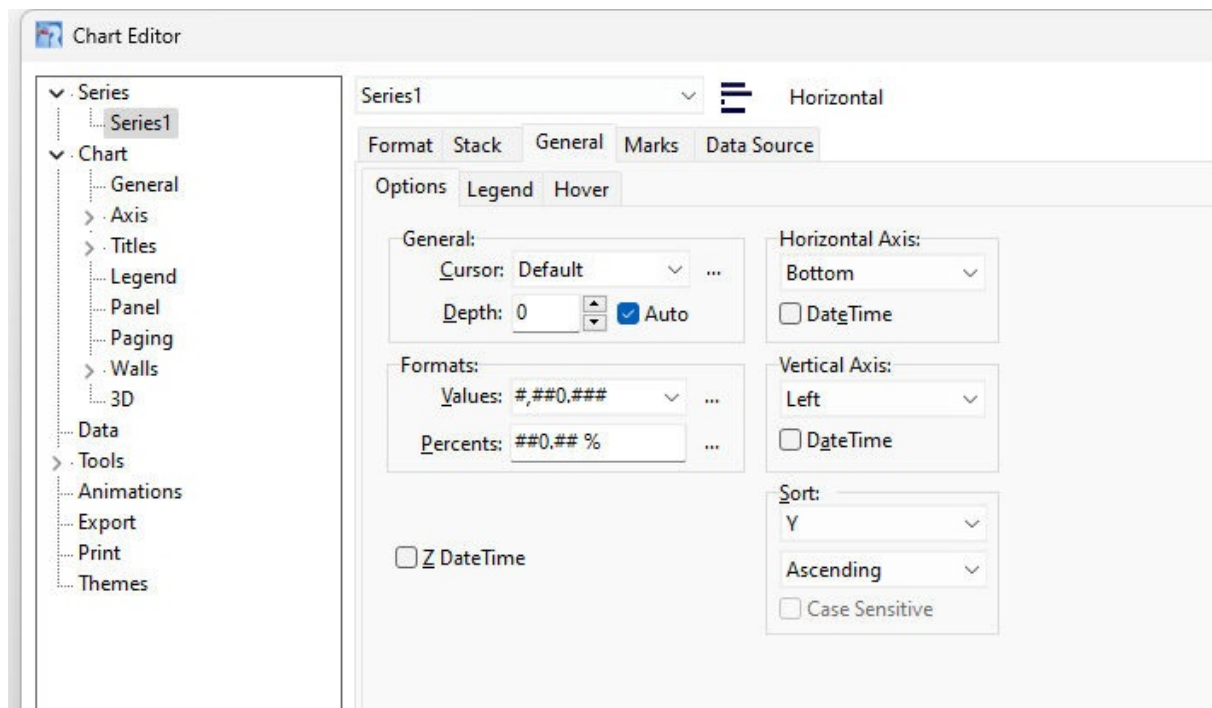 Chart Editor
Series
Series1
Chart
General
Axis
Titles
Legend
Panel
Paging
Walls
3D
Data
Tools
Animations
Export
Print
Themes
Series1 Horizontal
Format Stack General Marks Data Source
Options Legend Hover
General:
Cursor: Default ...
Depth: 0 Auto
Formats:
Values: #,##0.### ...
Percents: ##0.## % ...
Z DateTime
Horizontal Axis:
Bottom
DateTime
Vertical Axis:
Left
DateTime
Sort:
Y
Ascending
Case Sensitive